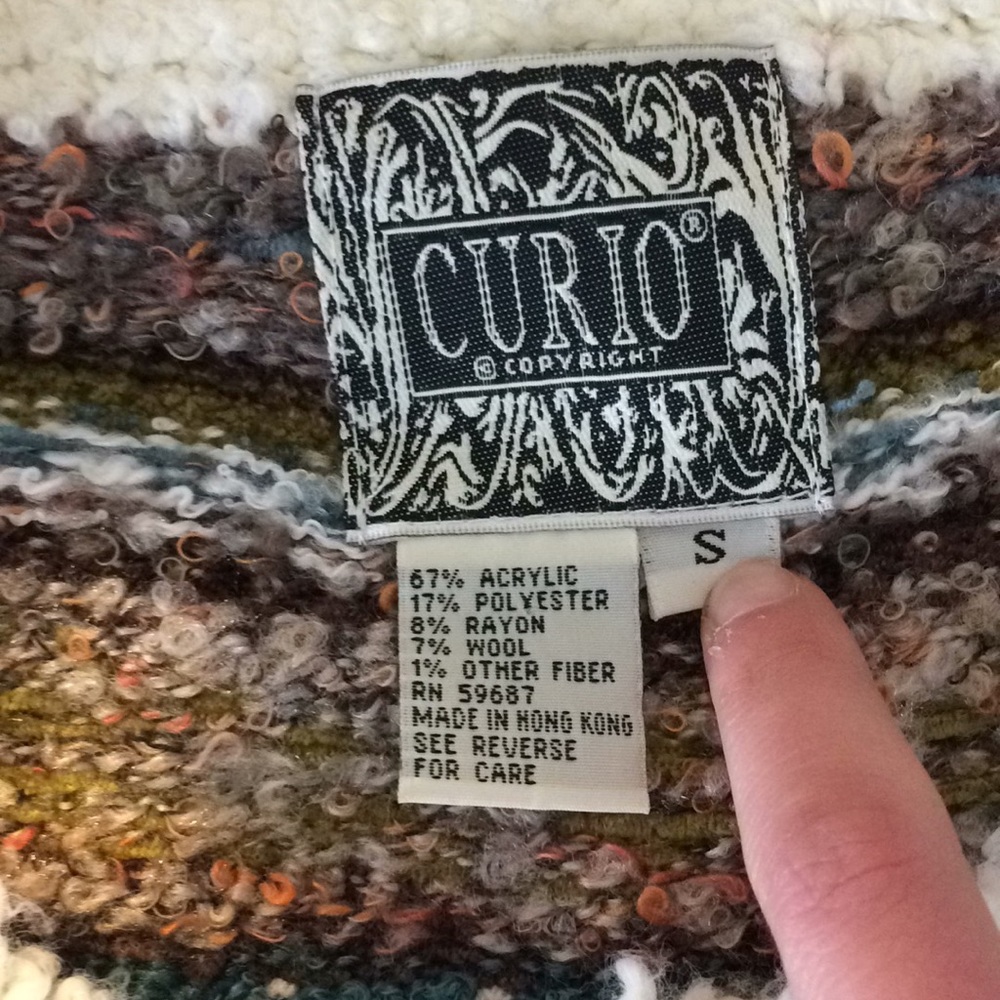 CURIO®
© COPYRIGHT
S
67% ACRYLIC
17% POLYESTER
8% RAYON
7% WOOL
1% OTHER FIBER
RN 59687
MADE IN HONG KONG
SEE REVERSE
FOR CARE